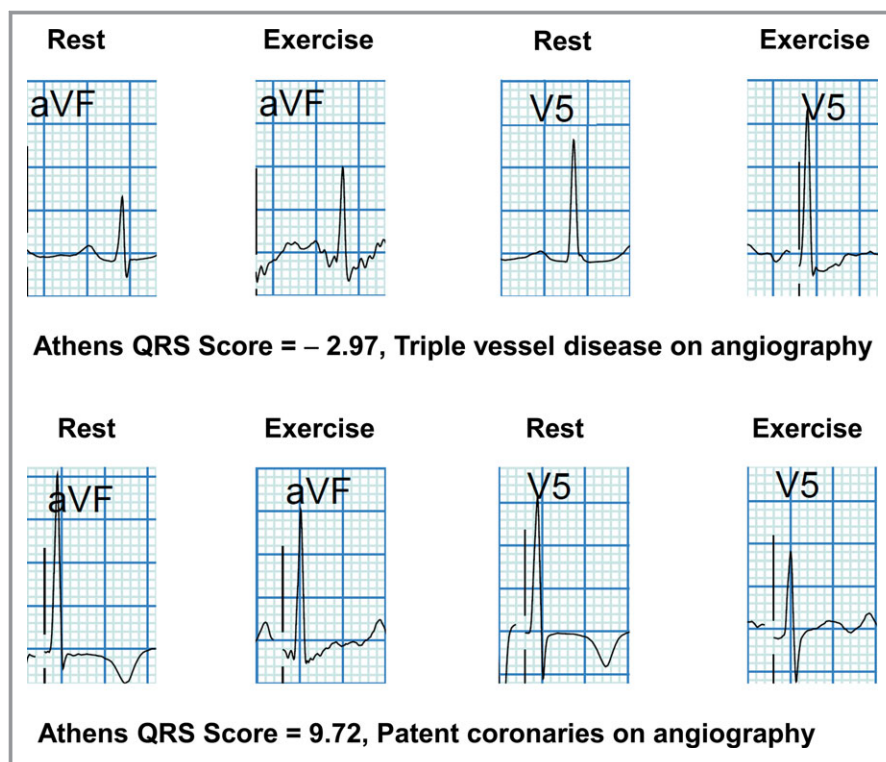 Rest Exercise Rest Exercise
aVF aVF V5 V5
Athens QRS Score = – 2.97, Triple vessel disease on angiography
Rest Exercise Rest Exercise
aVF aVF V5 V5
Athens QRS Score = 9.72, Patent coronaries on angiography